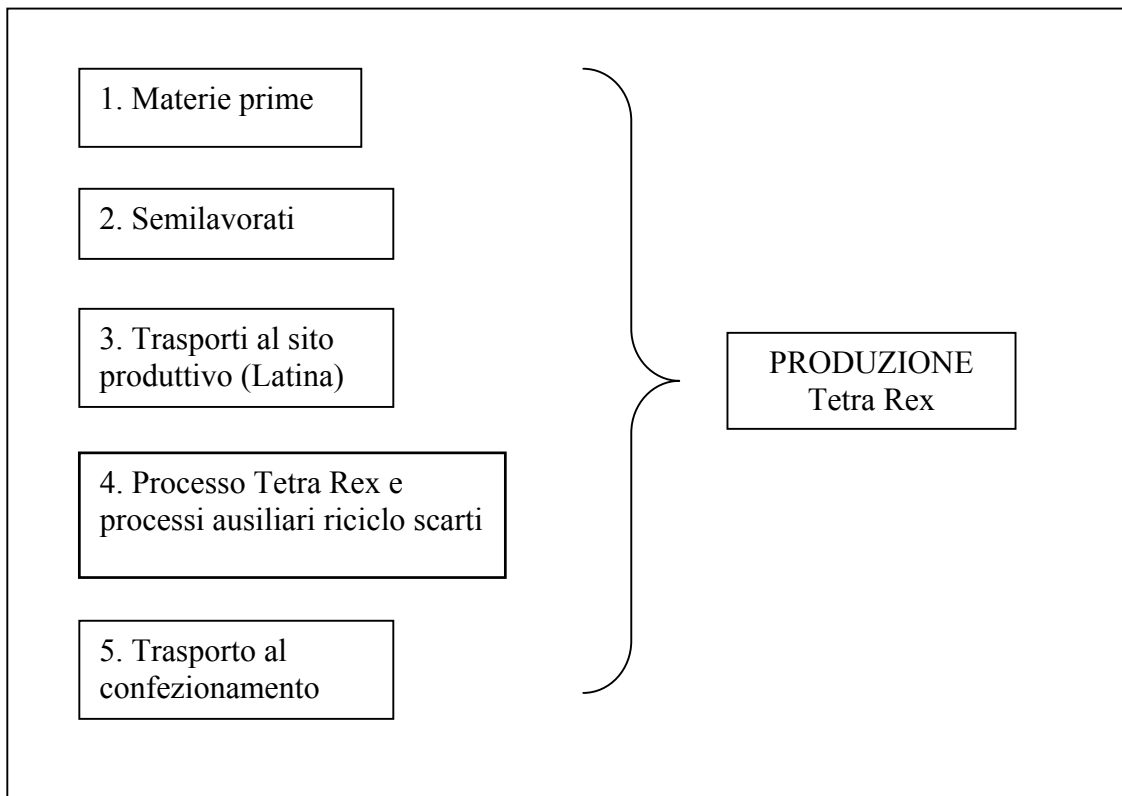 1. Materie prime
2. Semilavorati
3. Trasporti al sito
produttivo (Latina)
PRODUZIONE
Tetra Rex
4. Processo Tetra Rex e
processi ausiliari riciclo scarti
5. Trasporto al
confezionamento